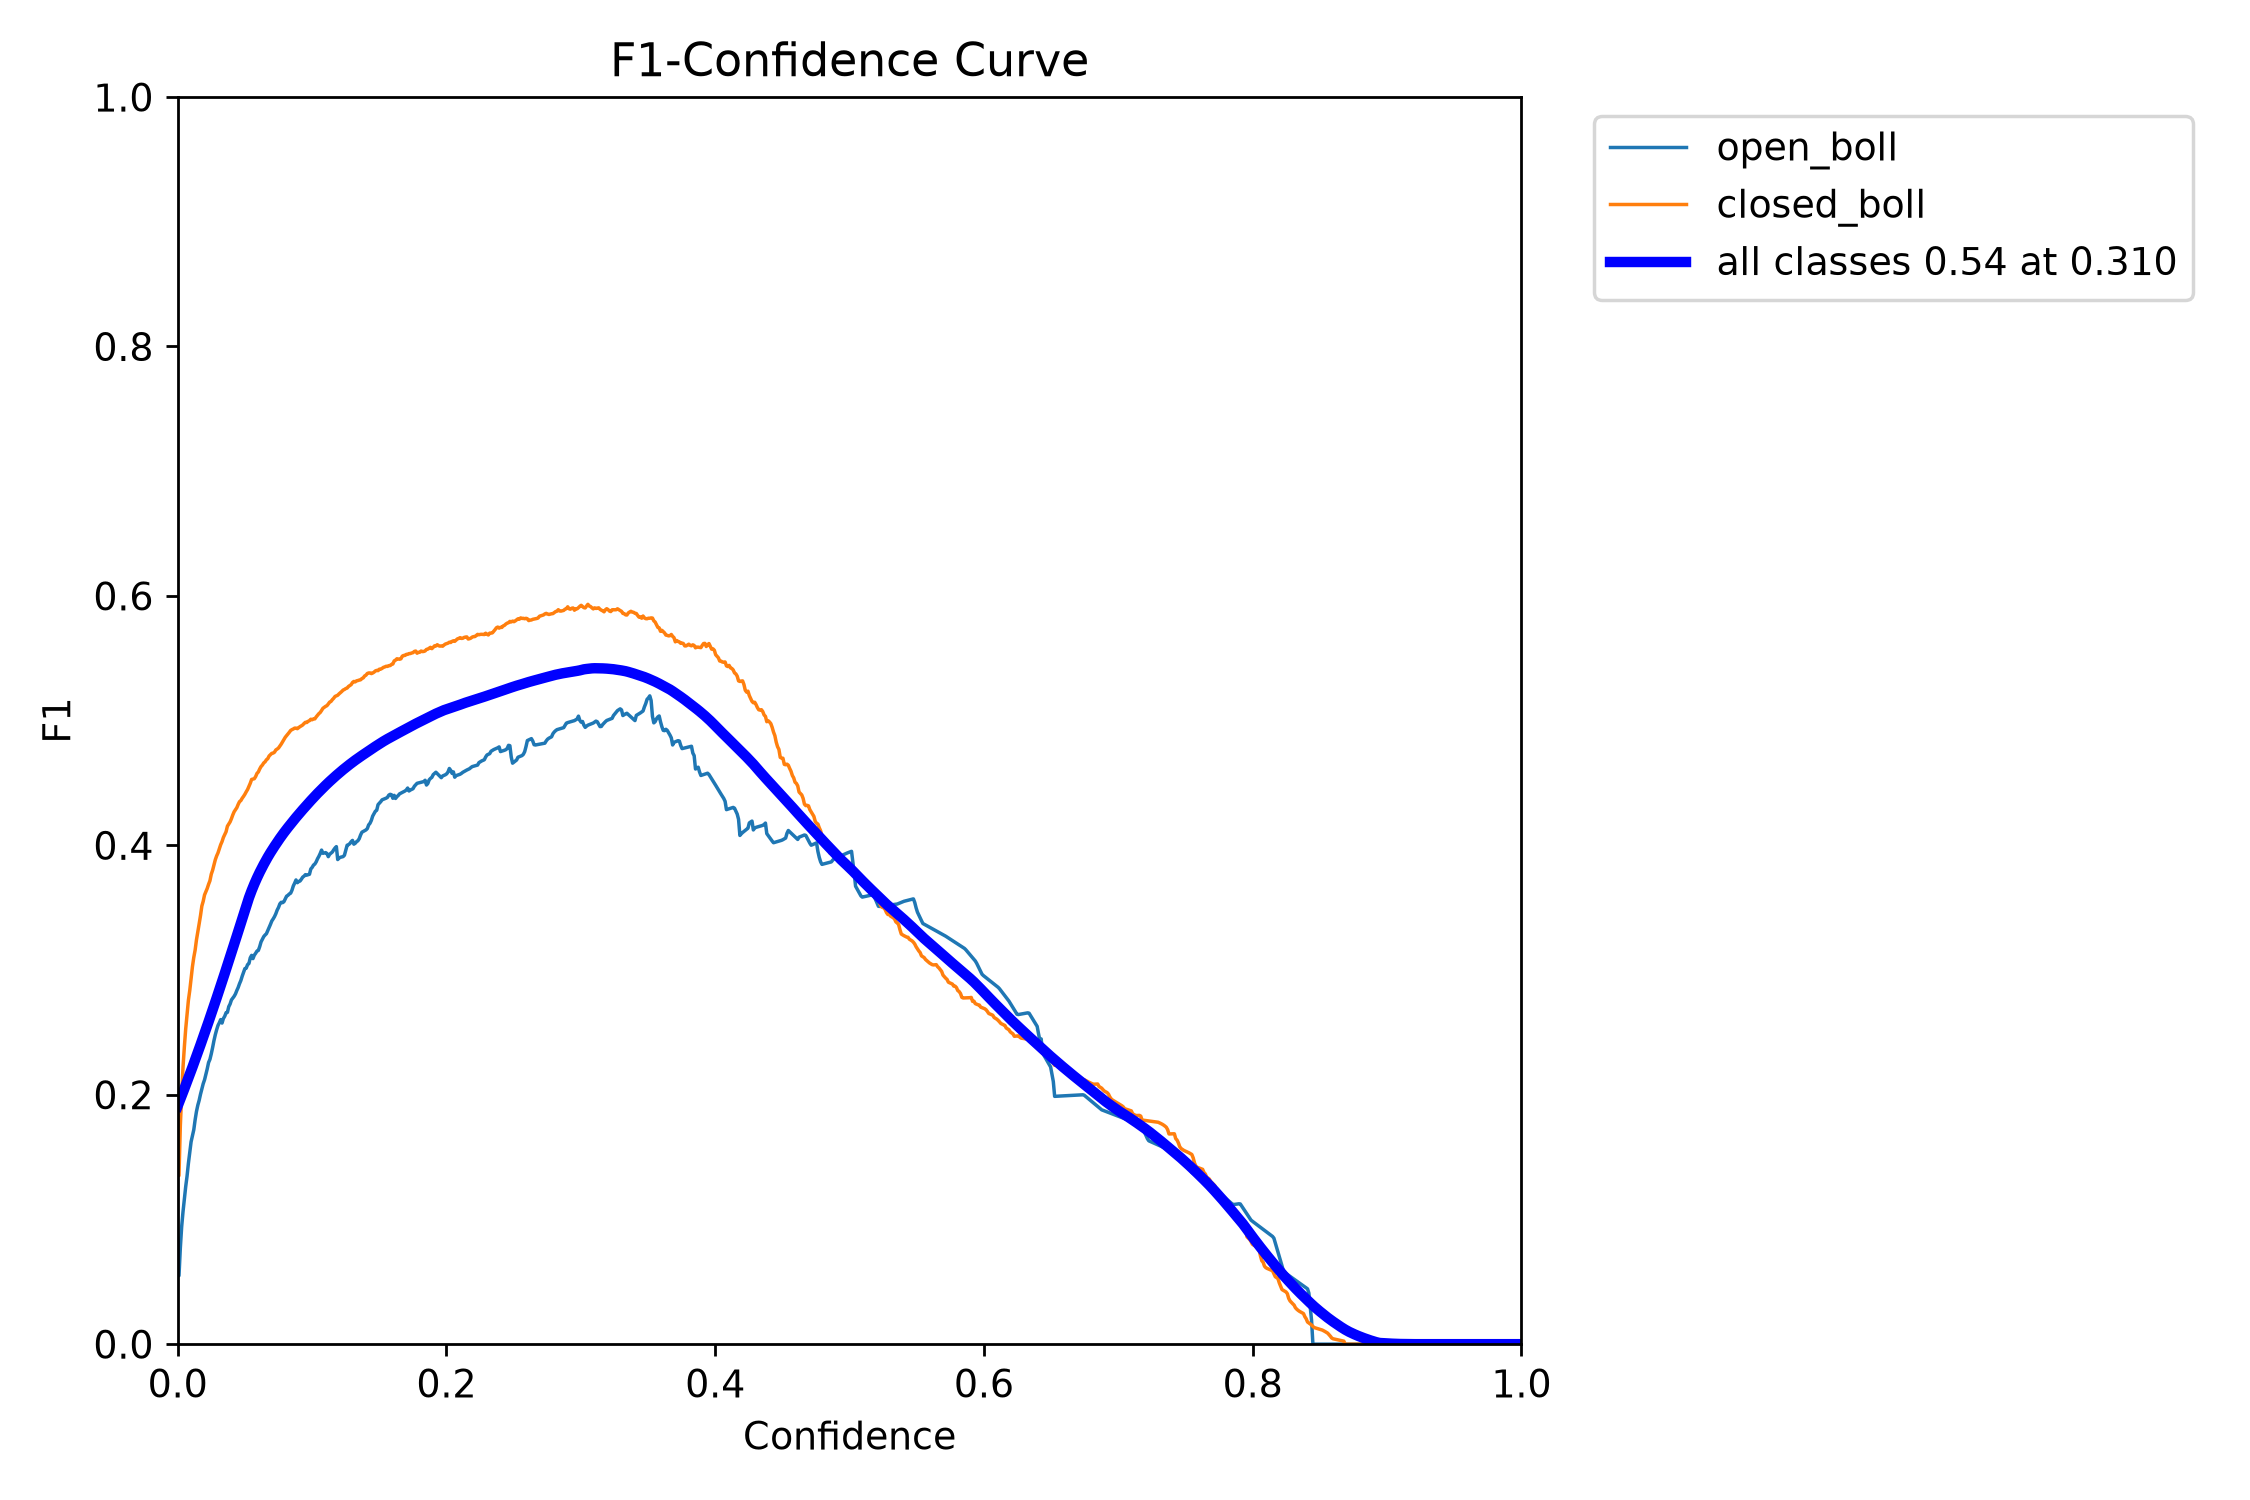 F1-Confidence Curve
open_boll
closed_boll
all classes 0.54 at 0.310
F1
1.0
0.8
0.6
0.4
0.2
0.0
0.0 0.2 0.4 0.6 0.8 1.0
Confidence